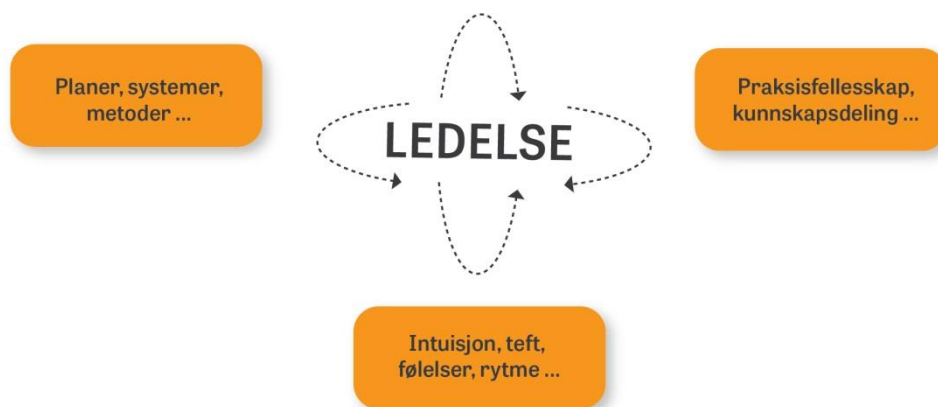 Planer, systemer,
metoder ...
Praksisfellesskap,
kunnskapsdeling ...
LEDELSE
Intuisjon, teft,
følelser, rytme ...